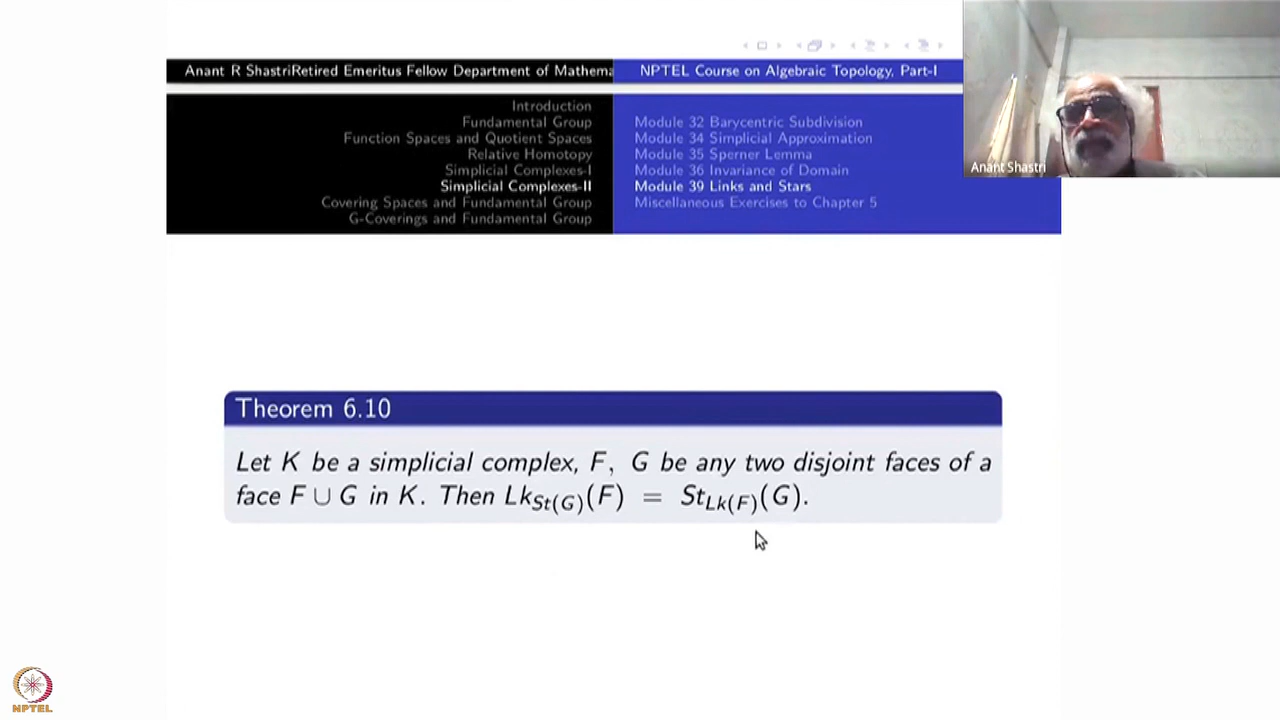 Anant R ShastriRetired Emeritus Fellow Department of Mathema
NPTEL Course on Algebraic Topology, Part-I
Introduction
Fundamental Group
Function Spaces and Quotient Spaces
Relative Homotopy
Simplicial Complexes-I
Simplicial Complexes-II
Covering Spaces and Fundamental Group
G-Coverings and Fundamental Group
Module 32 Barycentric Subdivision
Module 34 Simplicial Approximation
Module 35 Sperner Lemma
Module 36 Invariance of Domain
Module 39 Links and Stars
Miscellaneous Exercises to Chapter 5
Anant Shastri
Theorem 6.10
Let K be a simplicial complex, F, G be any two disjoint faces of a
face F ∪ G in K. Then Lk_{St(G)}(F) = St_{Lk(F)}(G).
NPTEL